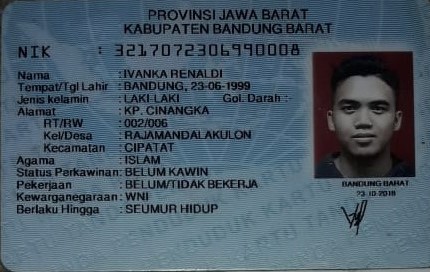 PROVINSI JAWA BARAT
KABUPATEN BANDUNG BARAT
NIK : 3217072306990008
Nama : IVANKA RENALDI
Tempat/Tgl Lahir : BANDUNG, 23-06-1999
Jenis kelamin : LAKI LAKI Gol. Darah :-
Alamat : KP. CINANGKA
RT/RW : 002/006
Kel/Desa : RAJAMANDALAKULON
Kecamatan : CIPATAT
Agama : ISLAM
Status Perkawinan: BELUM KAWIN
Pekerjaan : BELUM/TIDAK BEKERJA
Kewarganegaraan: WNI
Berlaku Hingga : SEUMUR HIDUP
BANDUNG BARAT
23-10-2018